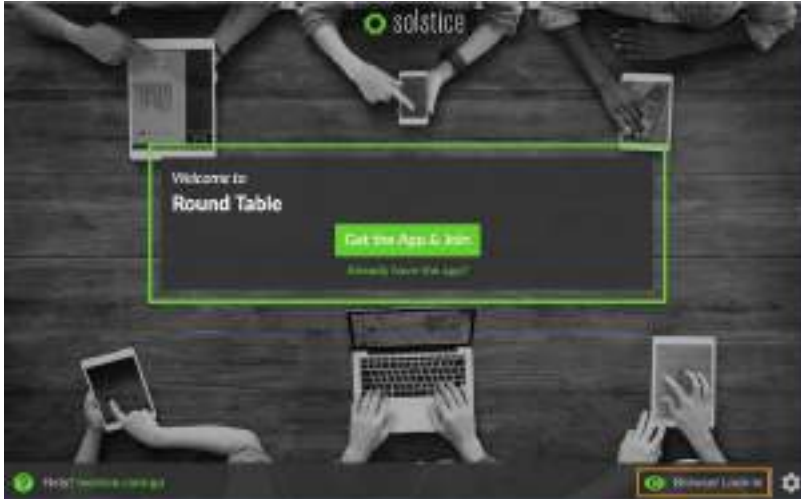 solstice
Welcome to
Round Table
Get the App & Join
Already have the app?
Help!
Browser Look-in